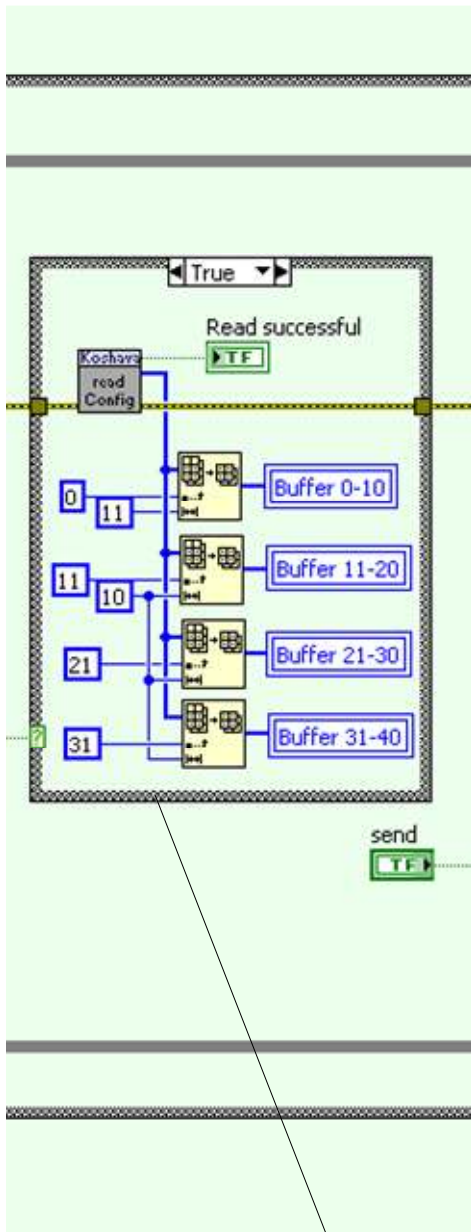 True
Read successful
Koshava
TF
read
Config
0
11
Buffer 0-10
11
10
Buffer 11-20
21
Buffer 21-30
?
31
Buffer 31-40
send
TF